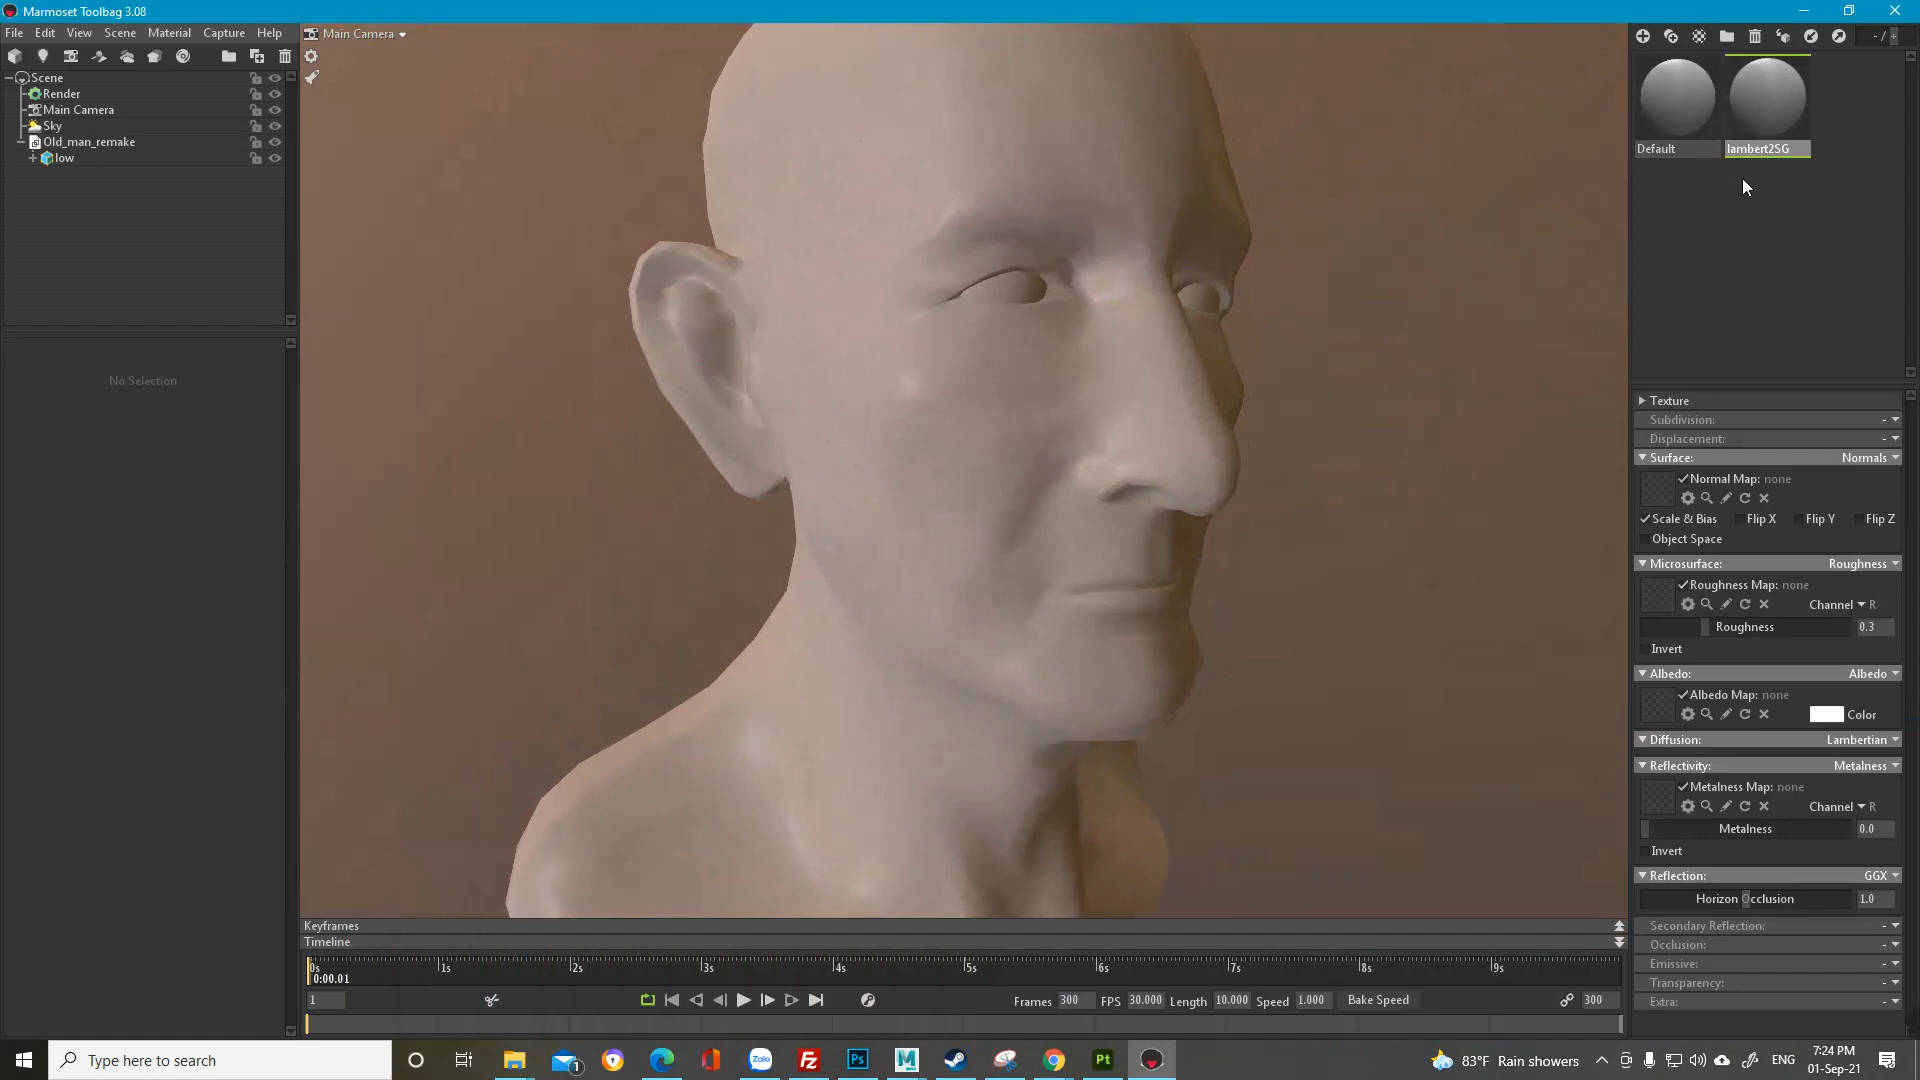 Marmoset Toolbag 3.08
File Edit View Scene Material Capture Help
Main Camera
- / +
Scene
Render
Main Camera
Sky
Old_man_remake
low
No Selection
Default
lambert2SG
Texture
Subdivision: -
Displacement: -
Surface: Normals
Normal Map: none
Scale & Bias Flip X Flip Y Flip Z
Object Space
Microsurface: Roughness
Roughness Map: none
Channel R
Roughness 0.3
Invert
Albedo: Albedo
Albedo Map: none
Color
Diffusion: Lambertian
Reflectivity: Metalness
Metalness Map: none
Channel R
Metalness 0.0
Invert
Reflection: GGX
Horizon Occlusion 1.0
Secondary Reflection: -
Occlusion: -
Emissive: -
Transparency: -
Extra: -
Keyframes
Timeline
0s 1s 2s 3s 4s 5s 6s 7s 8s 9s
0:00.01
1
Frames 300 FPS 30.000 Length 10.000 Speed 1.000 Bake Speed 300
Type here to search
1
Zalo
Fz
Ps
M
Pt
83°F Rain showers
ENG
7:24 PM
01-Sep-21